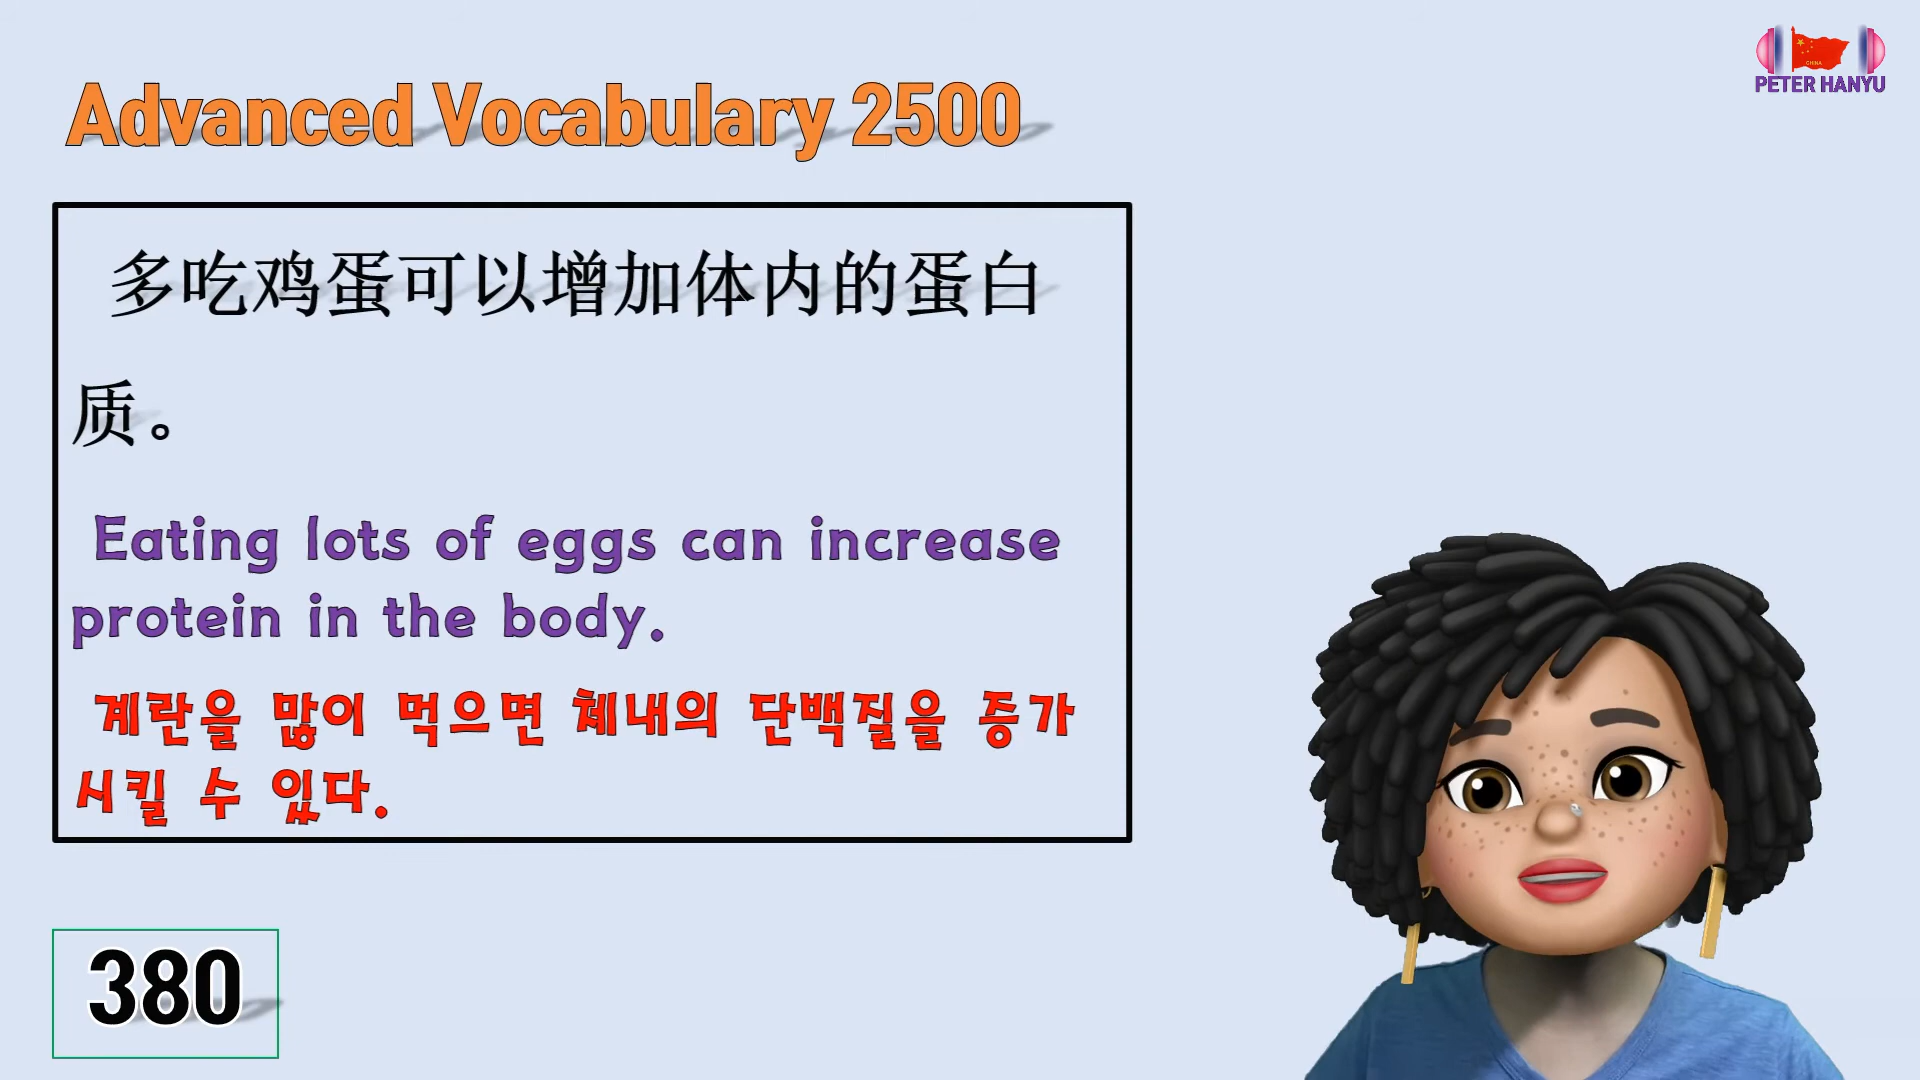 PETER HANYU
Advanced Vocabulary 2500
多吃鸡蛋可以增加体内的蛋白
质。
Eating lots of eggs can increase
protein in the body.
계란을 많이 먹으면 체내의 단백질을 증가
시킬 수 있다.
380